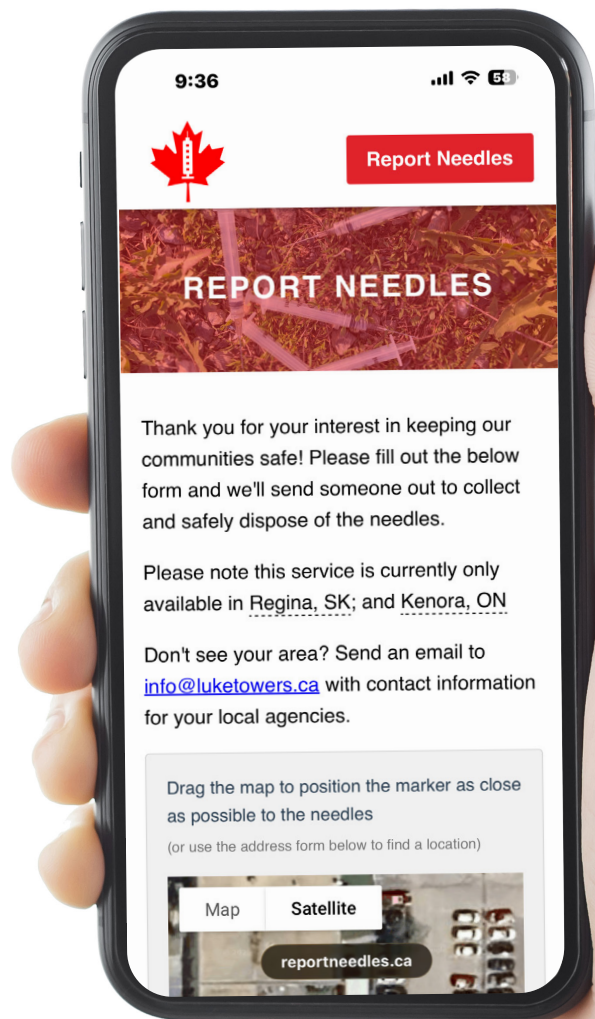 9:36
58
Report Needles
REPORT NEEDLES
Thank you for your interest in keeping our
communities safe! Please fill out the below
form and we'll send someone out to collect
and safely dispose of the needles.
Please note this service is currently only
available in Regina, SK; and Kenora, ON
Don't see your area? Send an email to
info@luketowers.ca with contact information
for your local agencies.
Drag the map to position the marker as close
as possible to the needles
(or use the address form below to find a location)
Map Satellite
reportneedles.ca